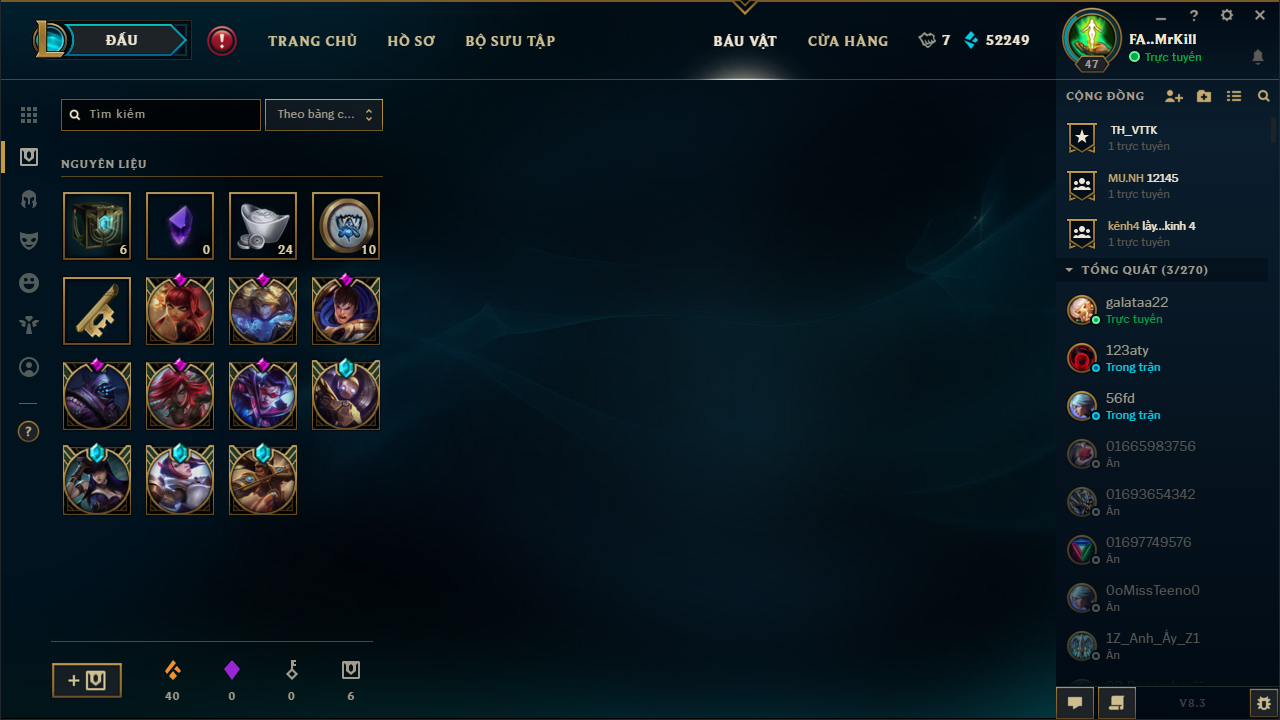 ĐẤU
TRANG CHỦ
HỒ SƠ
BỘ SƯU TẬP
BÁU VẬT
CỬA HÀNG
7
52249
47
FA..MrKill
Trực tuyến
Tìm kiếm
Theo bảng c...
CỘNG ĐỒNG
TH_VTTK
1 trực tuyến
MU.NH 12145
1 trực tuyến
kênh4 lầy...kinh 4
1 trực tuyến
TỔNG QUÁT (3/270)
galataa22
Trực tuyến
123aty
Trong trận
56fd
Trong trận
01665983756
Ẩn
01693654342
Ẩn
01697749576
Ẩn
0oMissTeeno0
Ẩn
1Z_Anh_Ấy_Z1
Ẩn
NGUYÊN LIỆU
6
0
24
10
40
0
0
6
V8.3